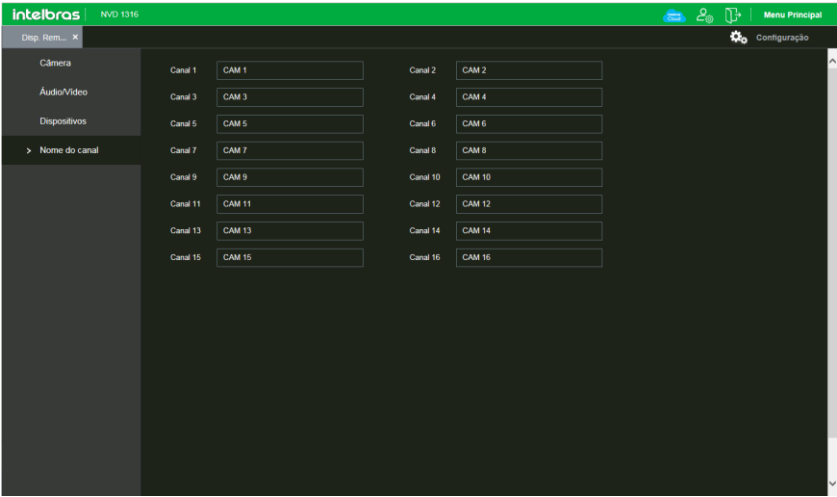 intelbras NVD 1316 Menu Principal
Disp. Rem... × Configuração
Câmera
Áudio/Vídeo
Dispositivos
> Nome do canal
Canal 1 CAM 1 Canal 2 CAM 2
Canal 3 CAM 3 Canal 4 CAM 4
Canal 5 CAM 5 Canal 6 CAM 6
Canal 7 CAM 7 Canal 8 CAM 8
Canal 9 CAM 9 Canal 10 CAM 10
Canal 11 CAM 11 Canal 12 CAM 12
Canal 13 CAM 13 Canal 14 CAM 14
Canal 15 CAM 15 Canal 16 CAM 16